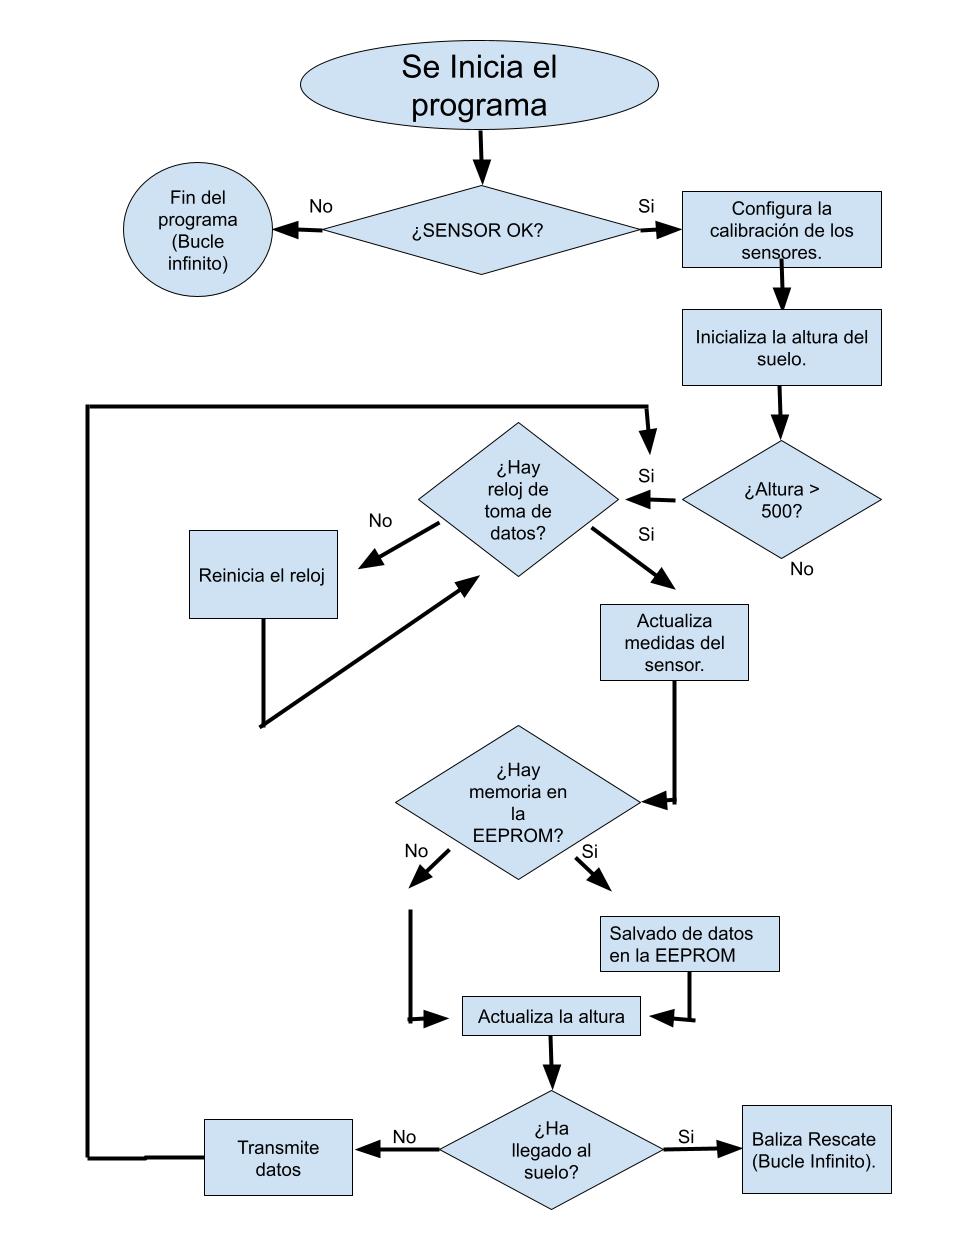 Se Inicia el
programa
Fin del
programa
(Bucle
infinito)
No
¿SENSOR OK?
Si
Configura la
calibración de los
sensores.
Inicializa la altura del
suelo.
¿Hay
reloj de
toma de
datos?
Si
¿Altura >
500?
No
No
Si
Reinicia el reloj
Actualiza
medidas del
sensor.
¿Hay
memoria en
la
EEPROM?
No
Si
Salvado de datos
en la EEPROM
Actualiza la altura
¿Ha
llegado al
suelo?
No
Si
Transmite
datos
Baliza Rescate
(Bucle Infinito).